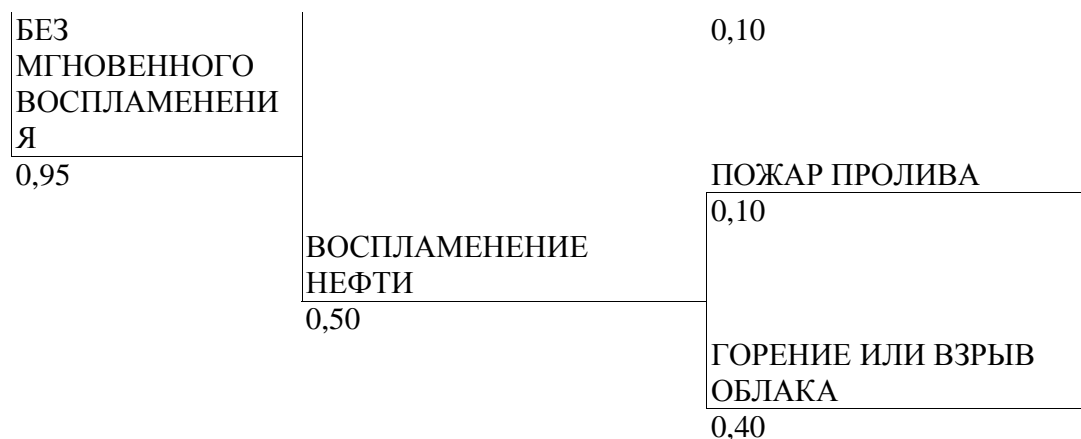 БЕЗ
МГНОВЕННОГО
ВОСПЛАМЕНЕНИ
Я
0,95
0,10
ВОСПЛАМЕНЕНИЕ
НЕФТИ
0,50
ПОЖАР ПРОЛИВА
0,10
ГОРЕНИЕ ИЛИ ВЗРЫВ
ОБЛАКА
0,40